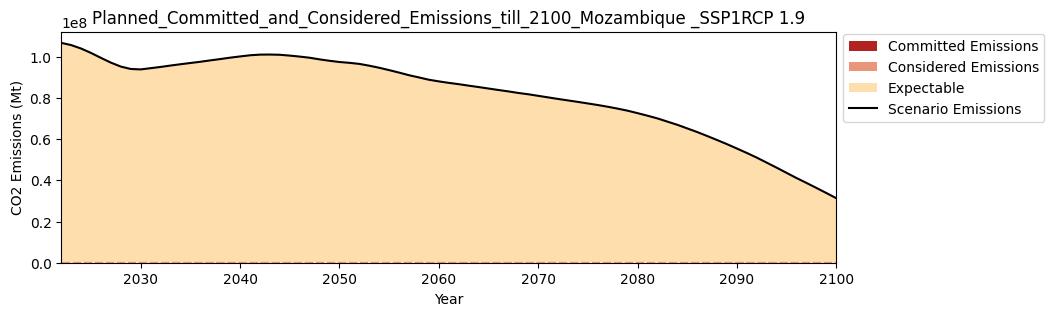 Planned_Committed_and_Considered_Emissions_till_2100_Mozambique _SSP1RCP 1.9
1e8
1.0
0.8
0.6
0.4
0.2
0.0
CO2 Emissions (Mt)
2030 2040 2050 2060 2070 2080 2090 2100
Year
Committed Emissions
Considered Emissions
Expectable
Scenario Emissions